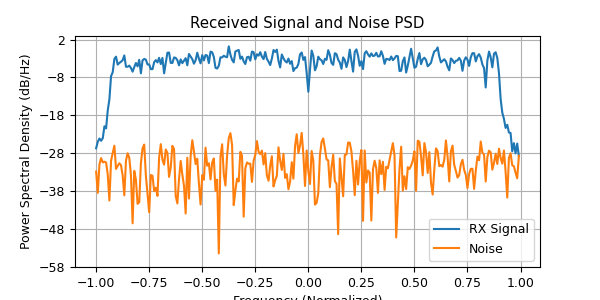 Received Signal and Noise PSD
Power Spectral Density (dB/Hz)
2
−8
−18
−28
−38
−48
−58
RX Signal
Noise
−1.00 −0.75 −0.50 −0.25 0.00 0.25 0.50 0.75 1.00
Frequency (Normalized)